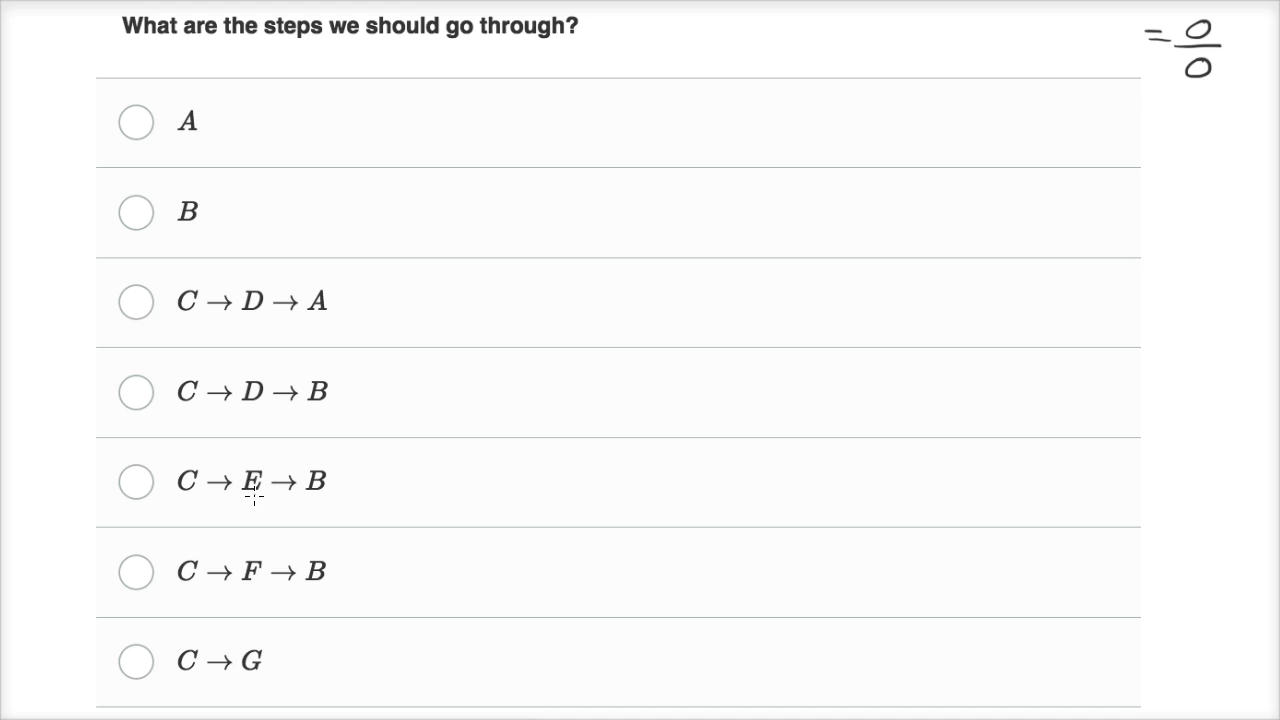 What are the steps we should go through?
= 0/0
A
B
C → D → A
C → D → B
C → E → B
C → F → B
C → G